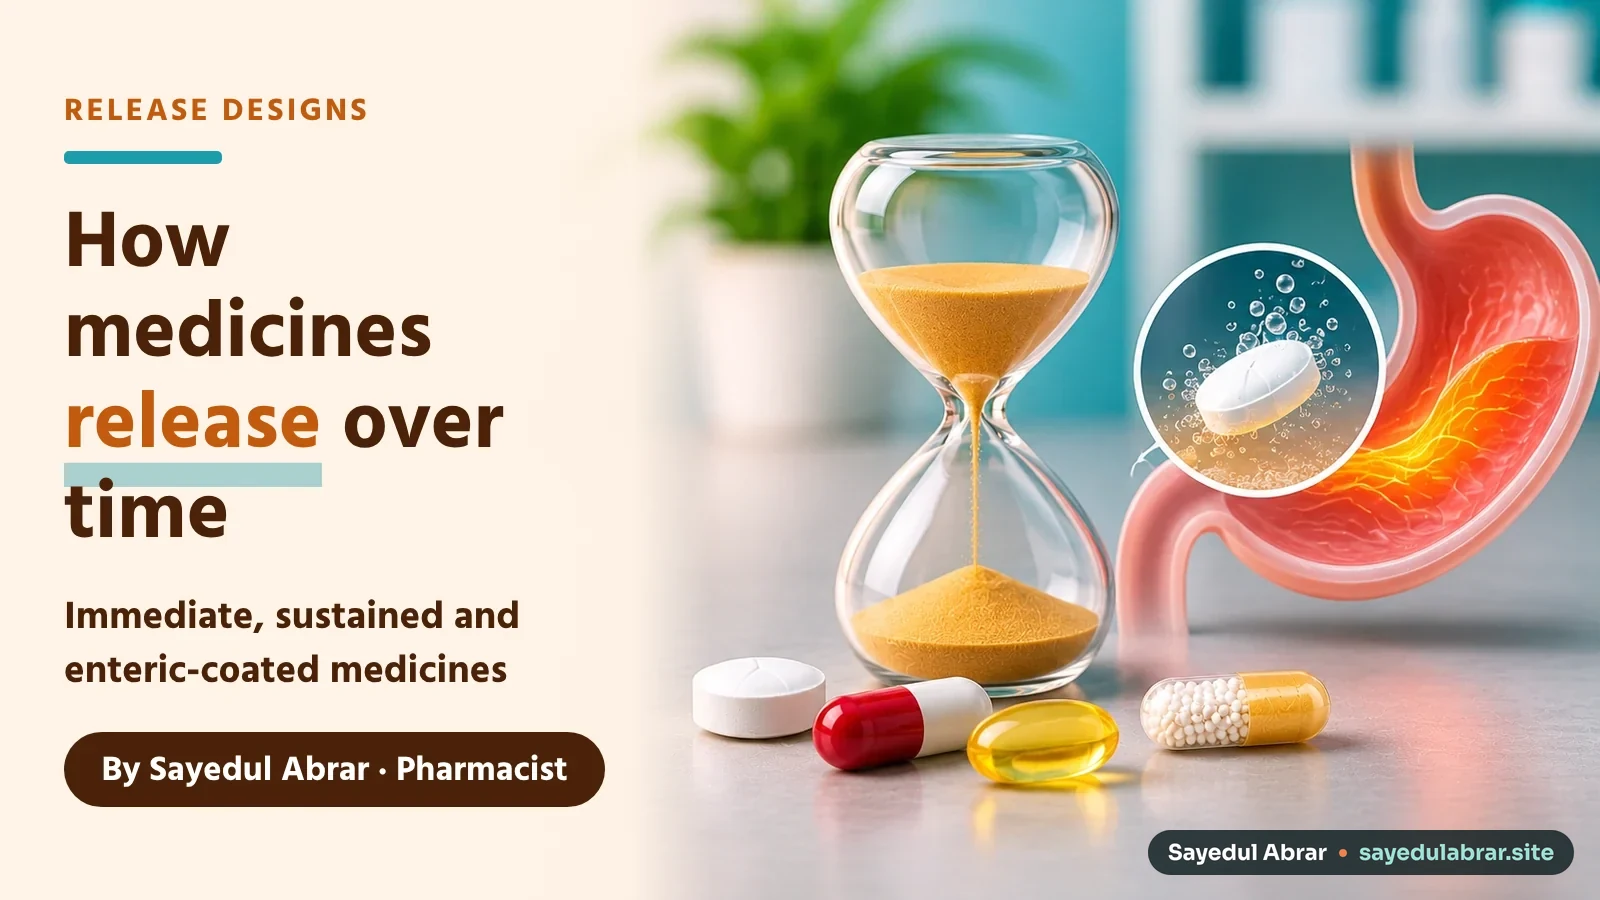 RELEASE DESIGNS
How
medicines
release over
time
Immediate, sustained and
enteric-coated medicines
By Sayedul Abrar · Pharmacist
Sayedul Abrar • sayedulabrar.site